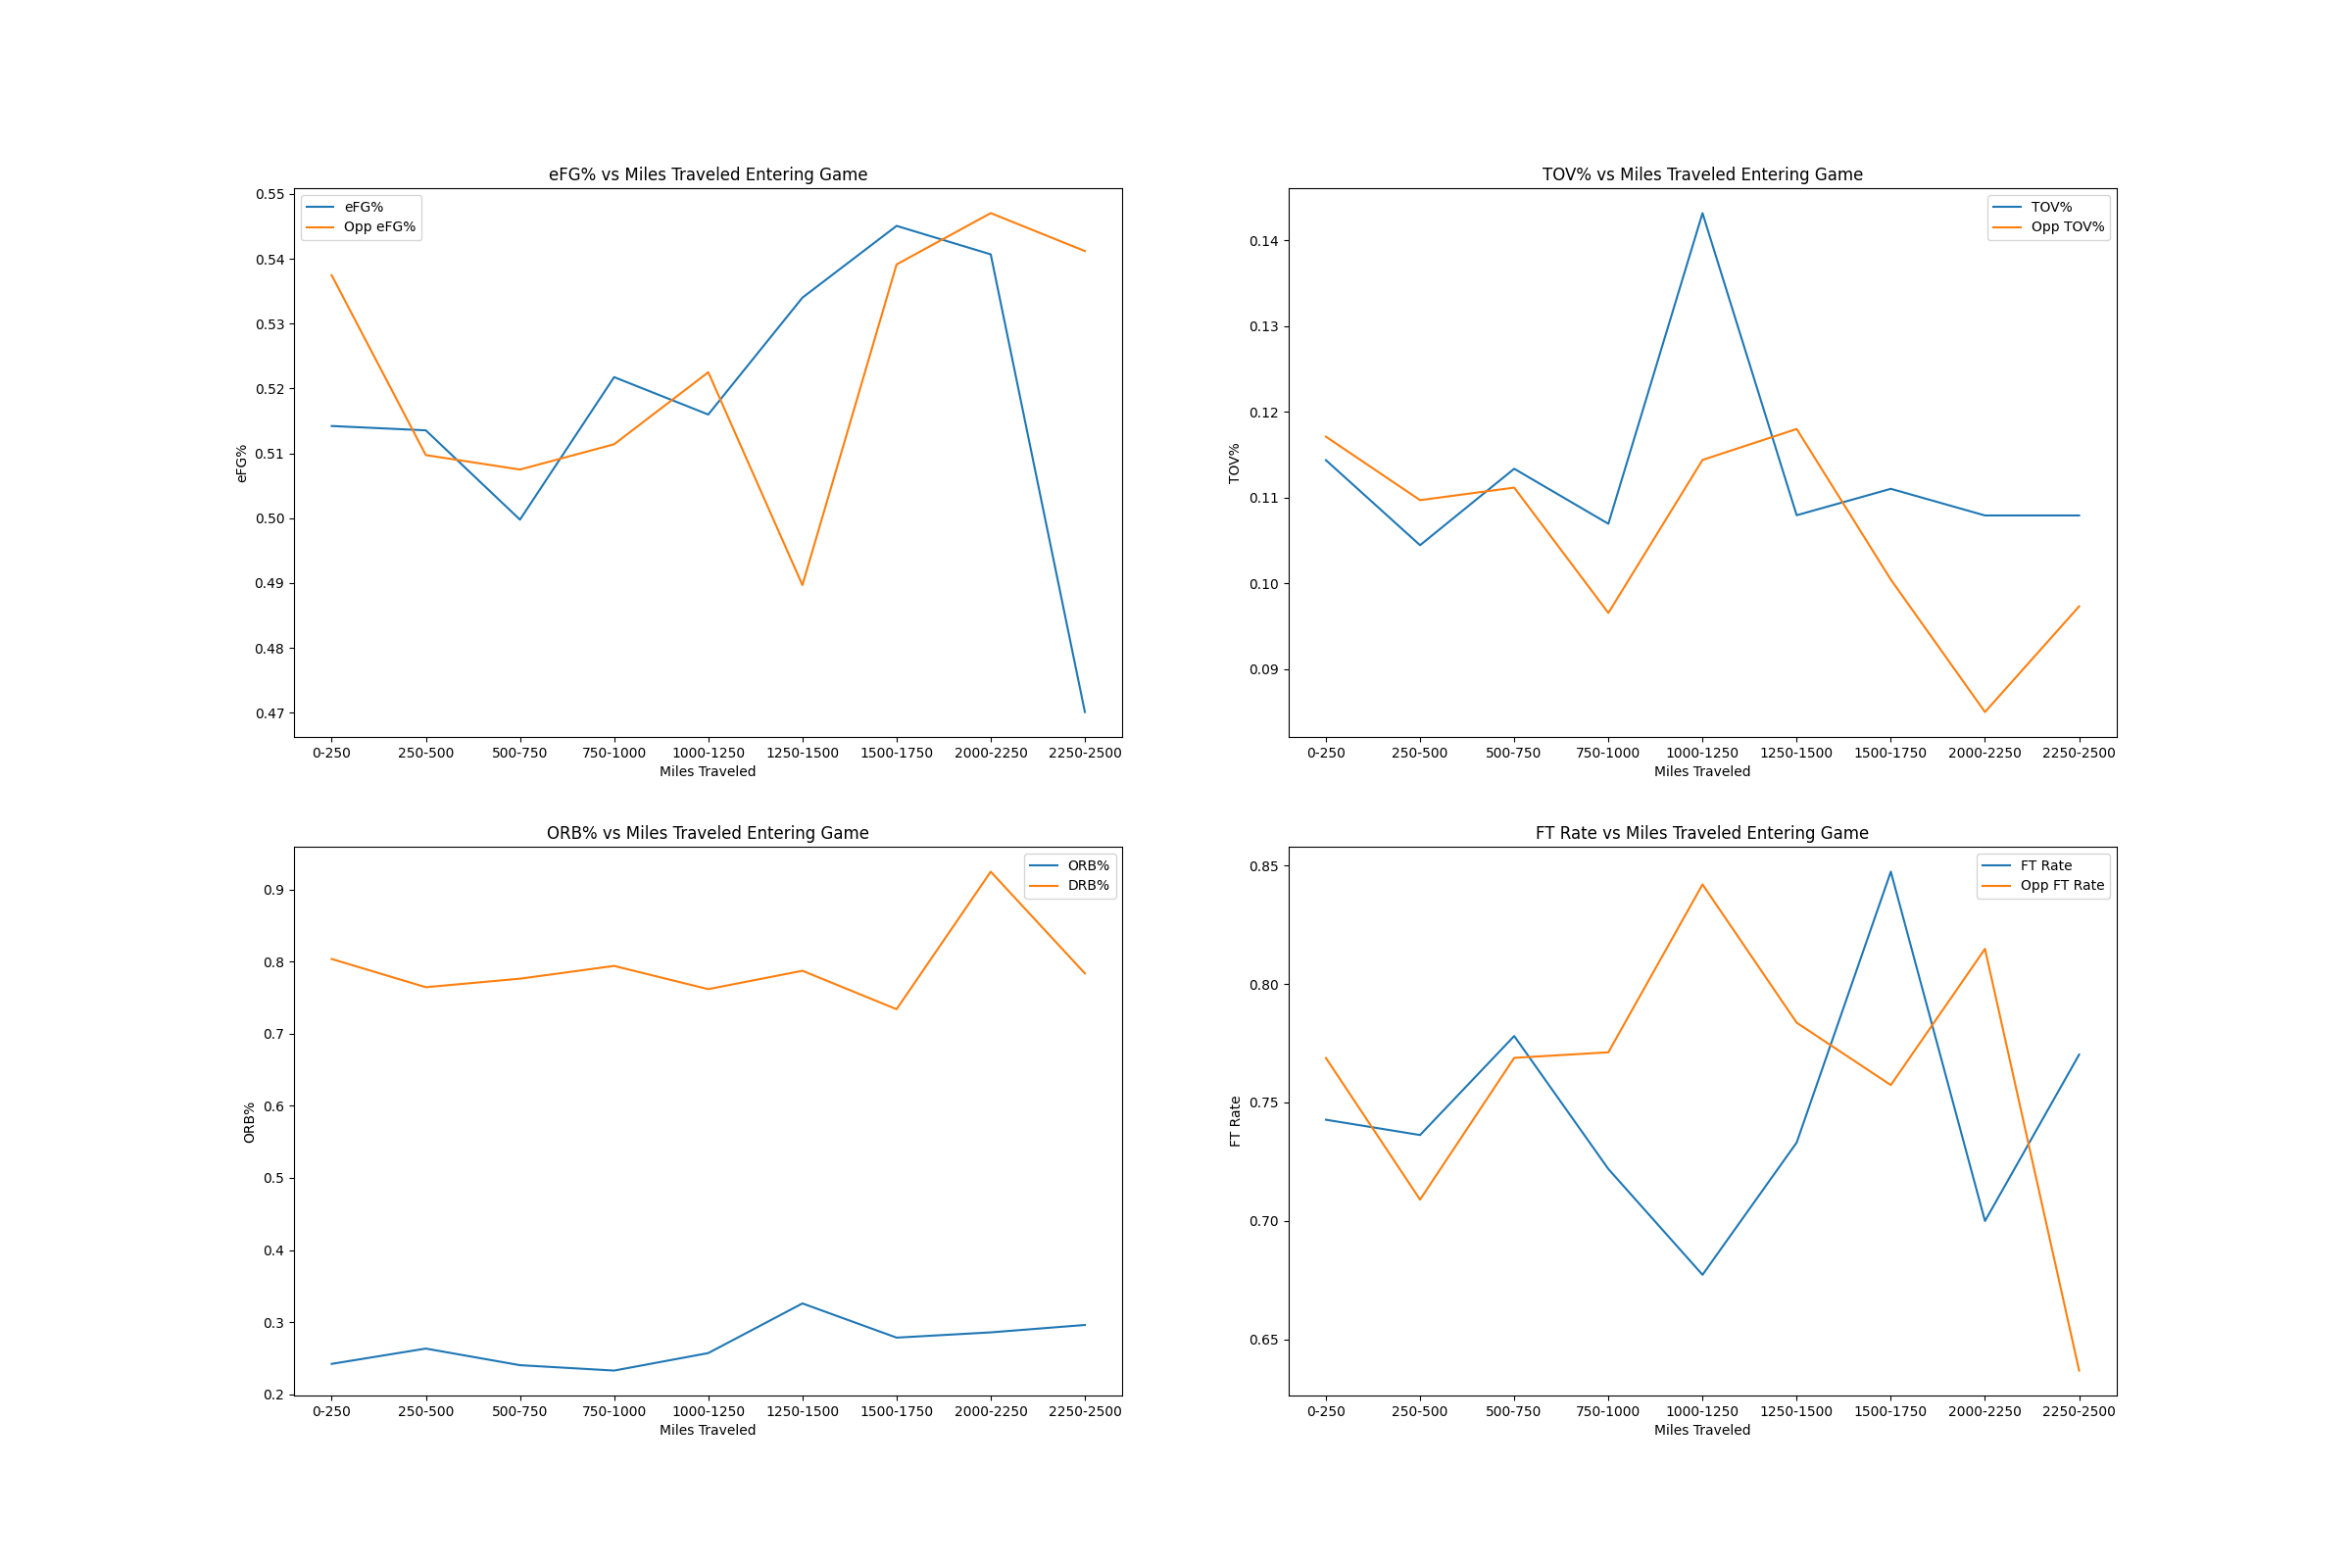 eFG% vs Miles Traveled Entering Game
eFG%
Opp eFG%
0.55
0.54
0.53
0.52
0.51
0.50
0.49
0.48
0.47
eFG%
0-250 250-500 500-750 750-1000 1000-1250 1250-1500 1500-1750 2000-2250 2250-2500
Miles Traveled
TOV% vs Miles Traveled Entering Game
TOV%
Opp TOV%
0.14
0.13
0.12
0.11
0.10
0.09
TOV%
0-250 250-500 500-750 750-1000 1000-1250 1250-1500 1500-1750 2000-2250 2250-2500
Miles Traveled
ORB% vs Miles Traveled Entering Game
ORB%
DRB%
0.9
0.8
0.7
0.6
0.5
0.4
0.3
0.2
ORB%
0-250 250-500 500-750 750-1000 1000-1250 1250-1500 1500-1750 2000-2250 2250-2500
Miles Traveled
FT Rate vs Miles Traveled Entering Game
FT Rate
Opp FT Rate
0.85
0.80
0.75
0.70
0.65
FT Rate
0-250 250-500 500-750 750-1000 1000-1250 1250-1500 1500-1750 2000-2250 2250-2500
Miles Traveled